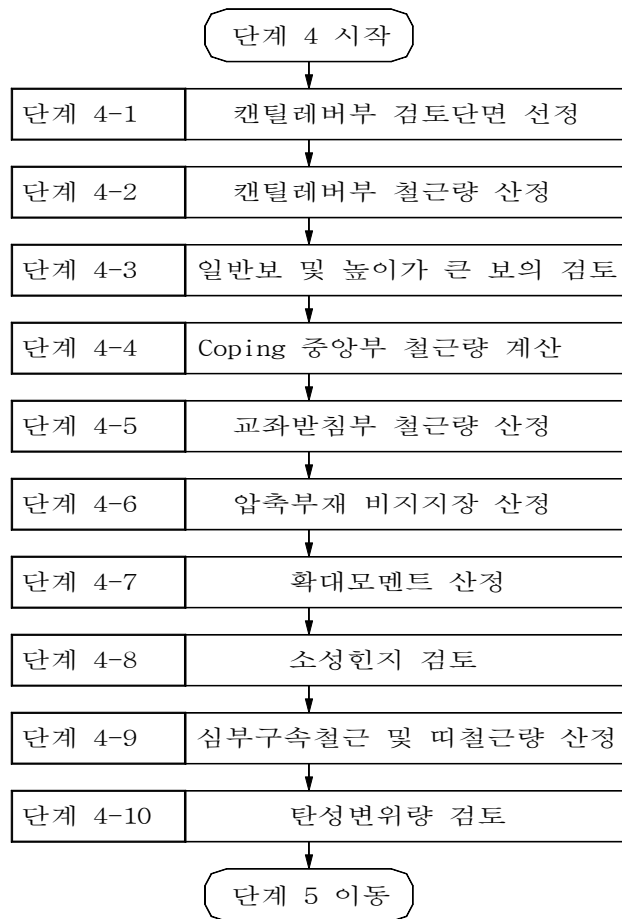 단계 4 시작
단계 4-1 캔틸레버부 검토단면 선정
단계 4-2 캔틸레버부 철근량 산정
단계 4-3 일반보 및 높이가 큰 보의 검토
단계 4-4 Coping 중앙부 철근량 계산
단계 4-5 교좌받침부 철근량 산정
단계 4-6 압축부재 비지지장 산정
단계 4-7 확대모멘트 산정
단계 4-8 소성힌지 검토
단계 4-9 심부구속철근 및 띠철근량 산정
단계 4-10 탄성변위량 검토
단계 5 이동